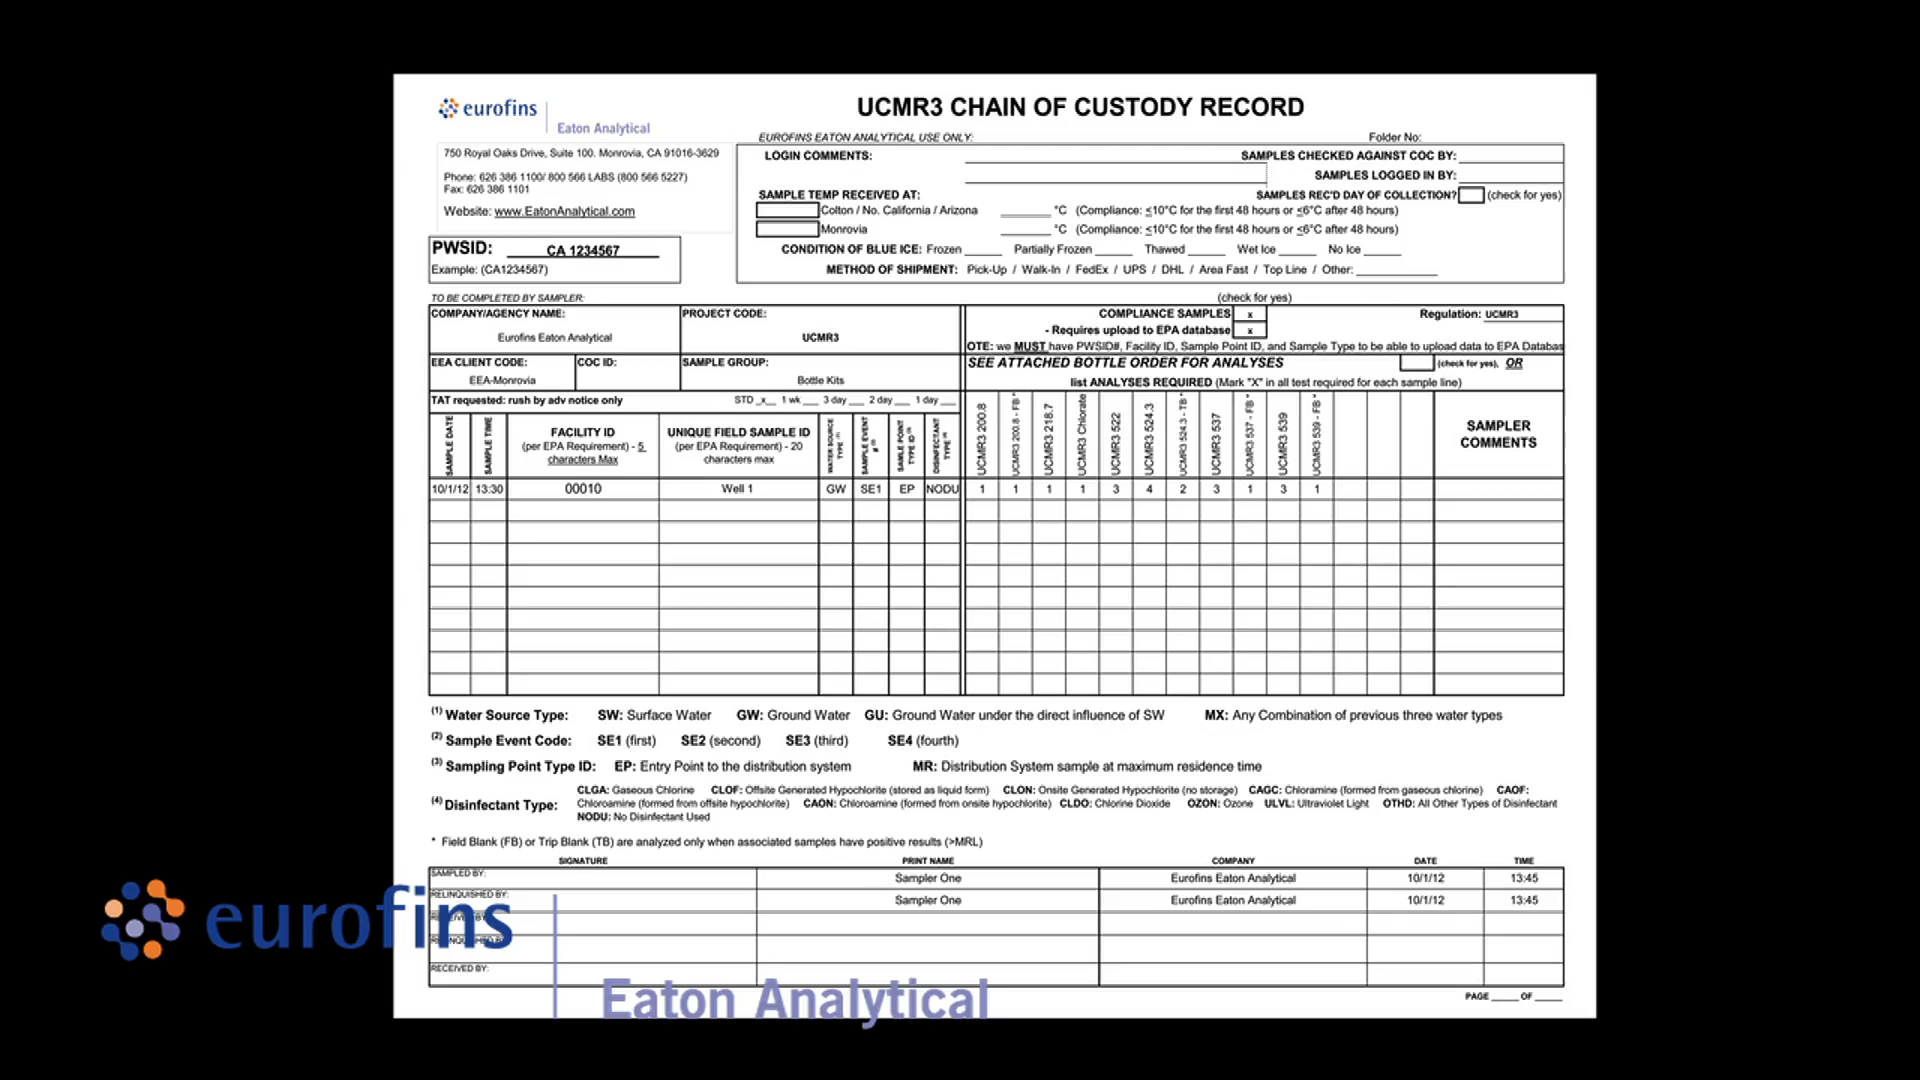 eurofins
Eaton Analytical
UCMR3 CHAIN OF CUSTODY RECORD
750 Royal Oaks Drive, Suite 100. Monrovia, CA 91016-3629
Phone: 626 386 1100/ 800 566 LABS (800 566 5227)
Fax: 626 386 1101
Website: www.EatonAnalytical.com
PWSID: CA 1234567
Example: (CA1234567)
EUROFINS EATON ANALYTICAL USE ONLY:
Folder No:
LOGIN COMMENTS:
SAMPLES CHECKED AGAINST COC BY:
SAMPLES LOGGED IN BY:
SAMPLE TEMP RECEIVED AT:
SAMPLES REC'D DAY OF COLLECTION? (check for yes)
Colton / No. California / Arizona °C (Compliance: ≤10°C for the first 48 hours or ≤6°C after 48 hours)
Monrovia °C (Compliance: ≤10°C for the first 48 hours or ≤6°C after 48 hours)
CONDITION OF BLUE ICE: Frozen ______ Partially Frozen ______ Thawed ______ Wet Ice ______ No Ice ______
METHOD OF SHIPMENT: Pick-Up / Walk-In / FedEx / UPS / DHL / Area Fast / Top Line / Other: ____________
TO BE COMPLETED BY SAMPLER:
(check for yes)
COMPANY/AGENCY NAME:
Eurofins Eaton Analytical
PROJECT CODE:
UCMR3
COMPLIANCE SAMPLES x
- Requires upload to EPA database x
Regulation: UCMR3
OTE: we MUST have PWSID#, Facility ID, Sample Point ID, and Sample Type to be able to upload data to EPA Databas
EEA CLIENT CODE:
EEA-Monrovia
COC ID:
SAMPLE GROUP:
Bottle Kits
SEE ATTACHED BOTTLE ORDER FOR ANALYSES (check for yes), OR
list ANALYSES REQUIRED (Mark "X" in all test required for each sample line)
TAT requested: rush by adv notice only STD _x_ 1 wk ___ 3 day ___ 2 day ___ 1 day ___
SAMPLE DATE
SAMPLE TIME
FACILITY ID
(per EPA Requirement) - 5
characters Max
UNIQUE FIELD SAMPLE ID
(per EPA Requirement) - 20
characters max
WATER SOURCE TYPE (1)
SAMPLE EVENT # (2)
SAMLE POINT TYPE ID (3)
DISINFECTANT TYPE (4)
UCMR3 200.8
UCMR3 200.8 - FB *
UCMR3 218.7
UCMR3 Chlorate
UCMR3 522
UCMR3 524.3
UCMR3 524.3 - TB *
UCMR3 537
UCMR3 537 - FB *
UCMR3 539
UCMR3 539 - FB *
SAMPLER
COMMENTS
10/1/12 13:30 00010 Well 1 GW SE1 EP NODU 1 1 1 1 3 4 2 3 1 3 1
(1) Water Source Type: SW: Surface Water GW: Ground Water GU: Ground Water under the direct influence of SW MX: Any Combination of previous three water types
(2) Sample Event Code: SE1 (first) SE2 (second) SE3 (third) SE4 (fourth)
(3) Sampling Point Type ID: EP: Entry Point to the distribution system MR: Distribution System sample at maximum residence time
(4) Disinfectant Type:
CLGA: Gaseous Chlorine CLOF: Offsite Generated Hypochlorite (stored as liquid form) CLON: Onsite Generated Hypochlorite (no storage) CAGC: Chloramine (formed from gaseous chlorine) CAOF:
Chloroamine (formed from offsite hypochlorite) CAON: Chloroamine (formed from onsite hypochlorite) CLDO: Chlorine Dioxide OZON: Ozone ULVL: Ultraviolet Light OTHD: All Other Types of Disinfectant
NODU: No Disinfectant Used
* Field Blank (FB) or Trip Blank (TB) are analyzed only when associated samples have positive results (>MRL)
SIGNATURE PRINT NAME COMPANY DATE TIME
SAMPLED BY: Sampler One Eurofins Eaton Analytical 10/1/12 13:45
RELINQUISHED BY: Sampler One Eurofins Eaton Analytical 10/1/12 13:45
RECEIVED BY:
RELINQUISHED BY:
RECEIVED BY:
PAGE _____ OF _____
eurofins
Eaton Analytical